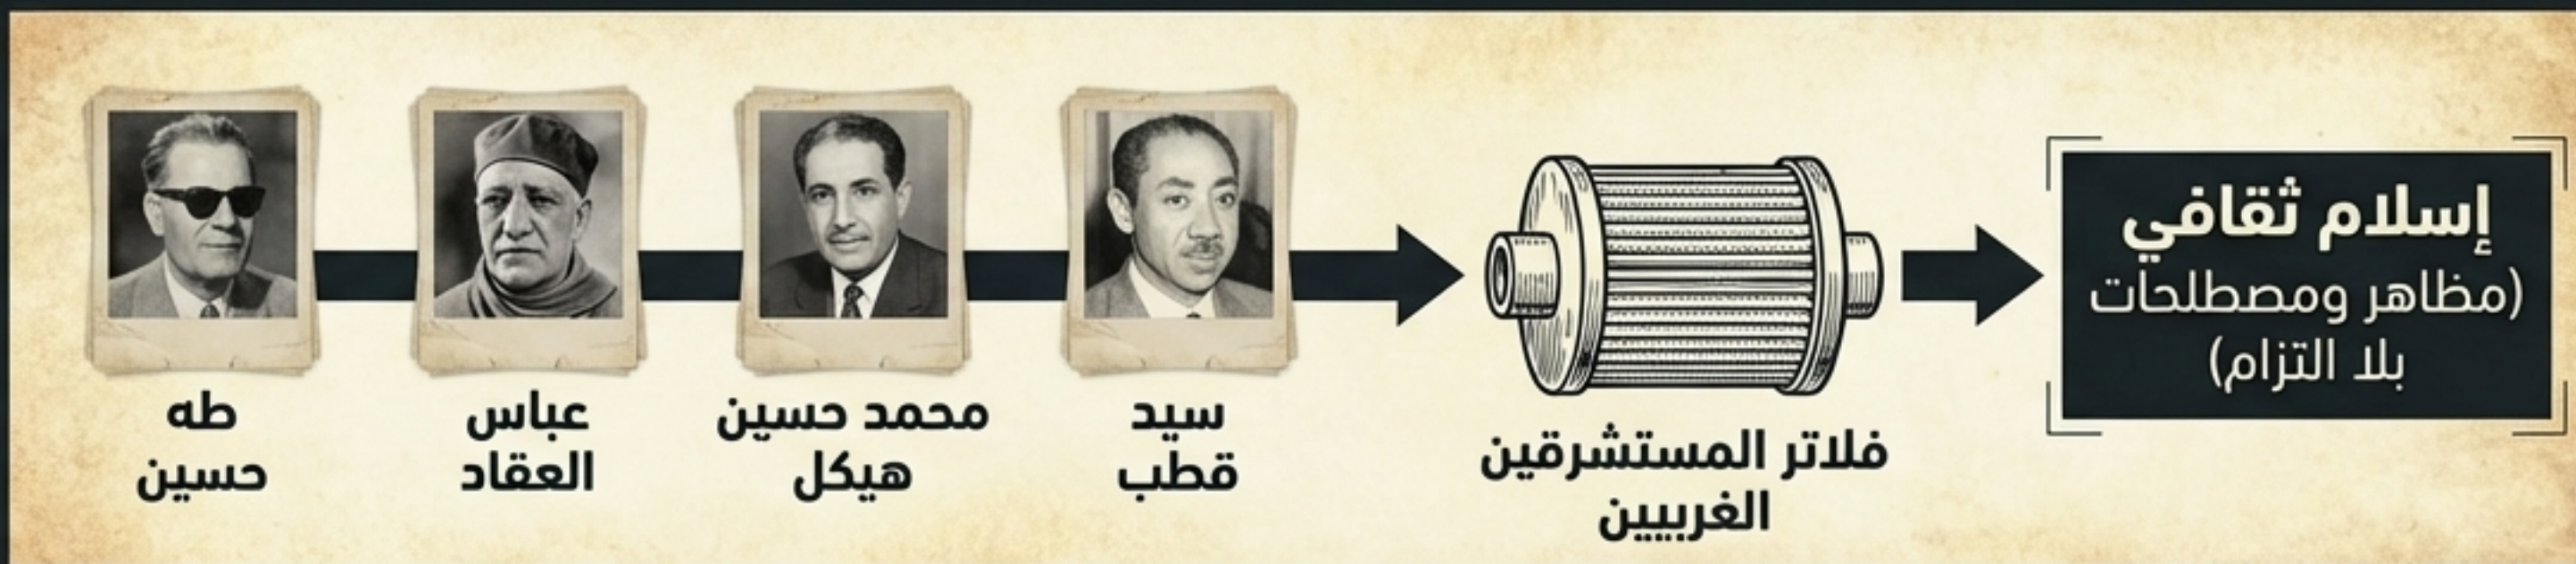 طه
حسين
عباس
العقاد
محمد حسين
هيكل
سيد
قطب
فلاتر المستشرقين
الغربيين
إسلام ثقافي
(مظاهر ومصطلحات
بلا التزام)